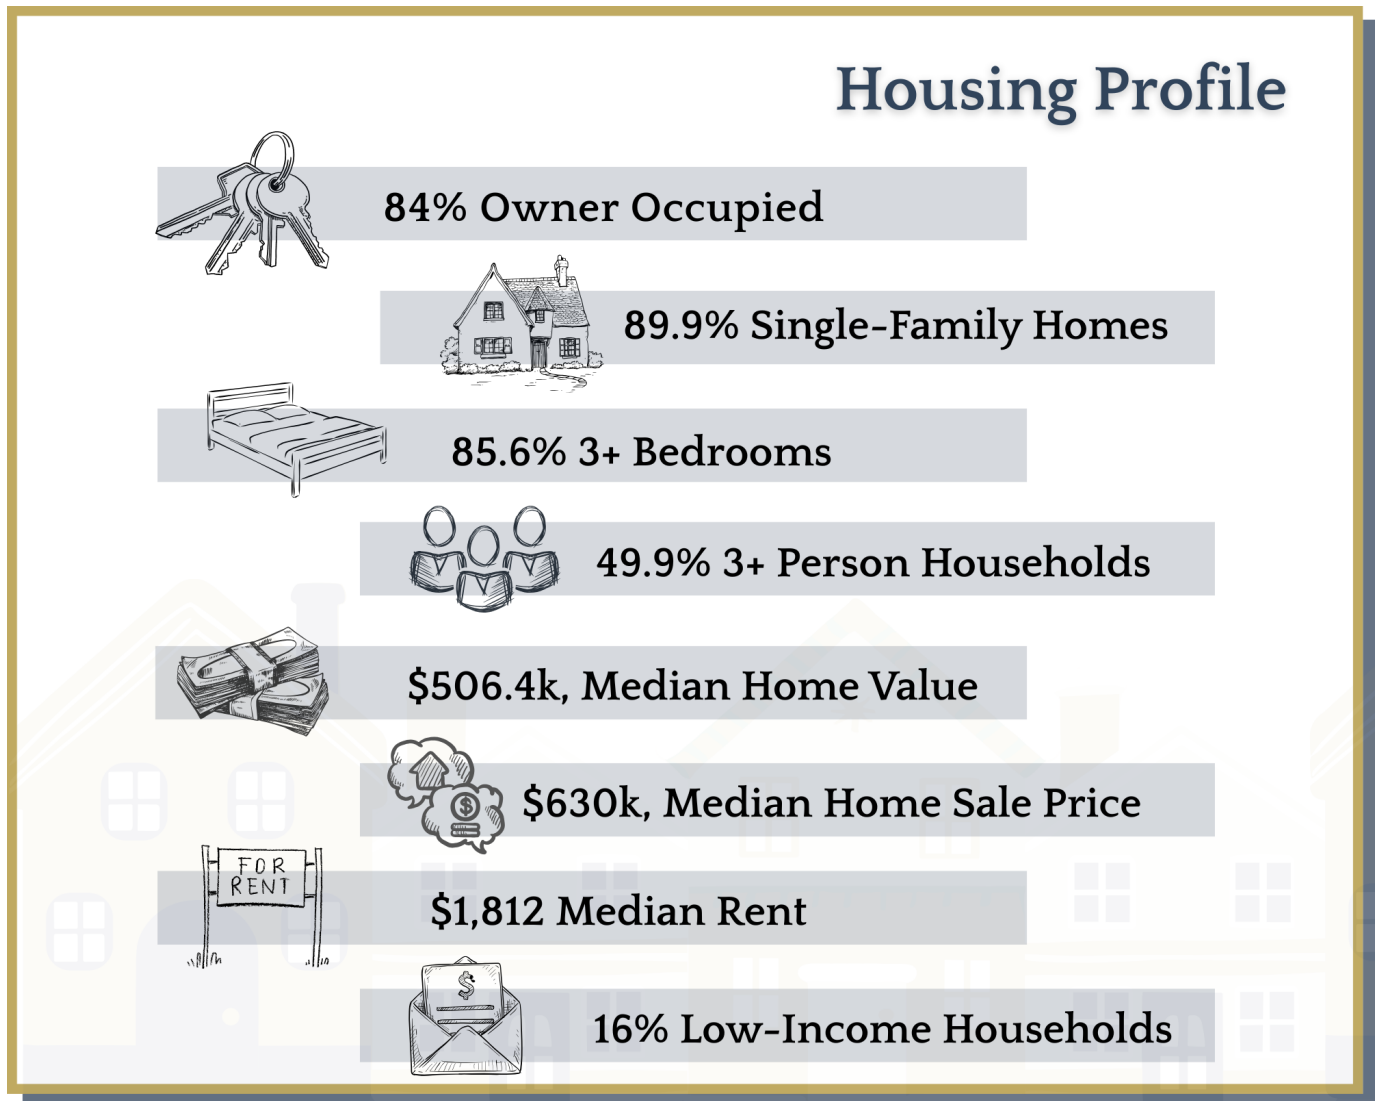 Housing Profile
84% Owner Occupied
89.9% Single-Family Homes
85.6% 3+ Bedrooms
49.9% 3+ Person Households
$506.4k, Median Home Value
$630k, Median Home Sale Price
$
FOR
RENT
$1,812 Median Rent
$
16% Low-Income Households